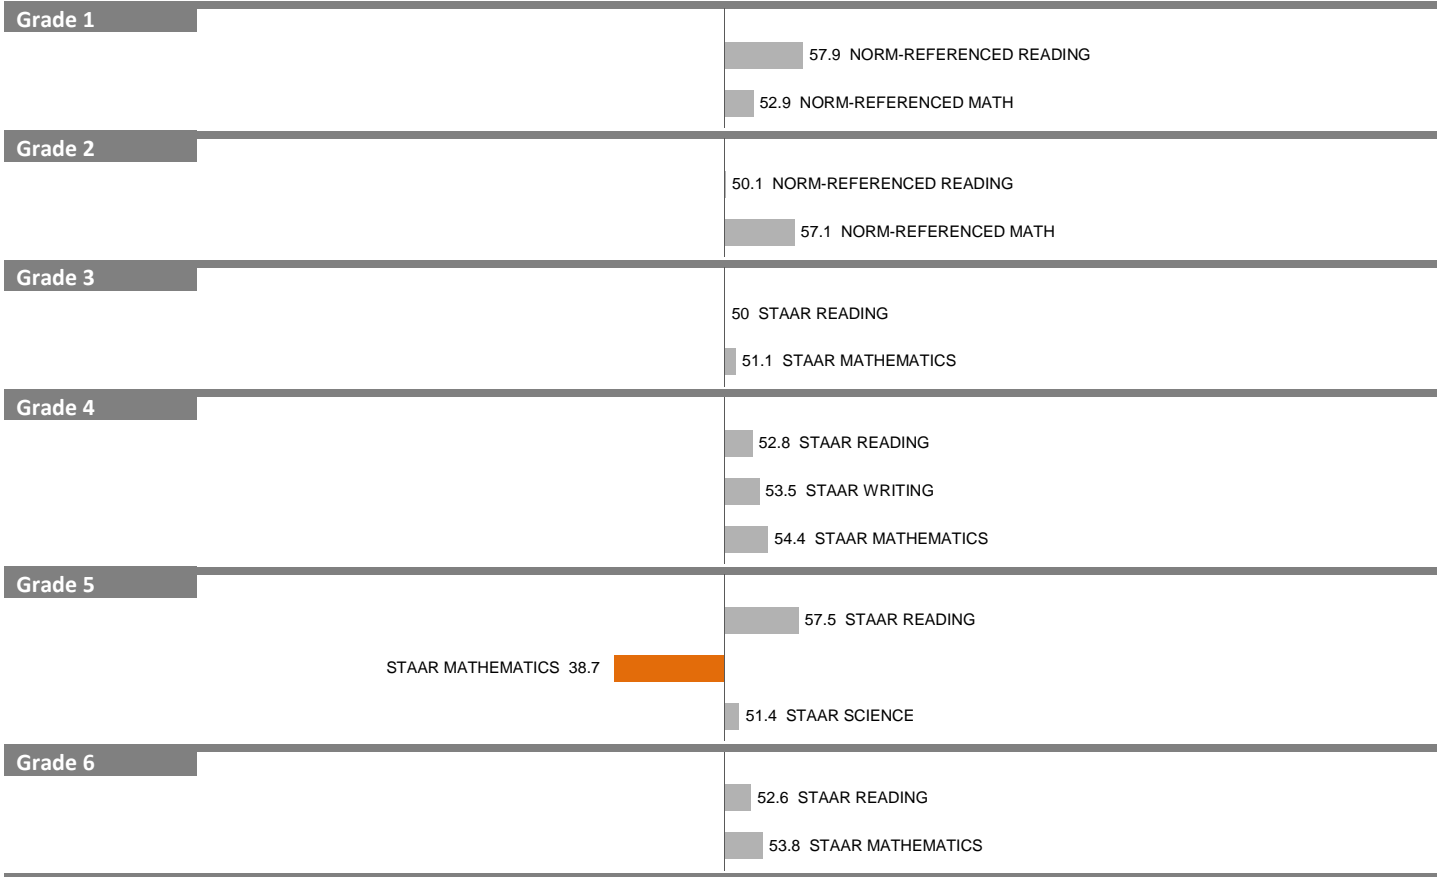 Grade 1
57.9 NORM-REFERENCED READING
52.9 NORM-REFERENCED MATH
Grade 2
50.1 NORM-REFERENCED READING
57.1 NORM-REFERENCED MATH
Grade 3
50 STAAR READING
51.1 STAAR MATHEMATICS
Grade 4
52.8 STAAR READING
53.5 STAAR WRITING
54.4 STAAR MATHEMATICS
Grade 5
57.5 STAAR READING
STAAR MATHEMATICS 38.7
51.4 STAAR SCIENCE
Grade 6
52.6 STAAR READING
53.8 STAAR MATHEMATICS